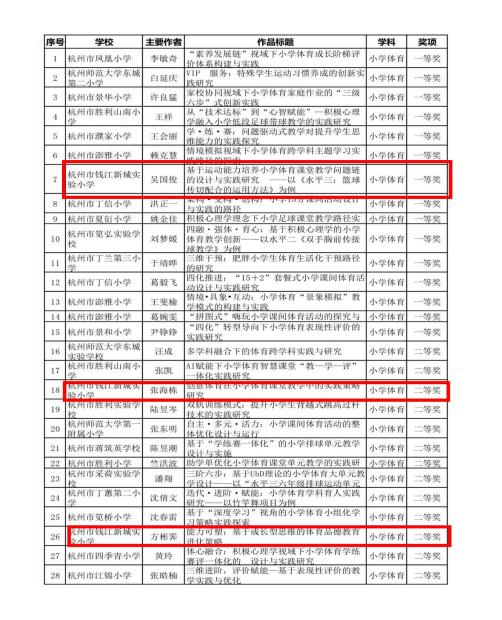 序号 学校 主要作者 作品标题 学科 奖项
1 杭州市凤凰小学 李敏奇 “素养发展链”视域下小学体育成长阶梯评
价体系构建与实践 小学体育 一等奖
2 杭州师范大学东城
第二小学 白延庆 VIP 服务：特殊学生运动习惯养成的创新实
践研究 小学体育 一等奖
3 杭州市景华小学 许良猛 家校协同视域下小学体育家庭作业的“三级
六步”式创新实践 小学体育 一等奖
4 杭州市胜利山南小
学 王祥 从“技术达标”到“心智赋能”—积极心理
学融入小学低段足球带球教学的实践研究 小学体育 一等奖
5 杭州市濮家小学 王会丽 学·练·赛：问题驱动式教学对提升学生思
维能力的实践探究 小学体育 一等奖
6 杭州市澎雅小学 赖克慧 情境模拟视域下小学体育跨学科主题学习实
小学体育 一等奖
7 杭州市钱江新城实
验小学 吴国俊 基于运动能力培养小学体育课堂教学问题链
的设计与实践研究 ——以《水平三：篮球
传切配合的运用方法》为例 小学体育 一等奖
8 杭州市丁信小学 洪正一
与实践的路径 小学体育 一等奖
9 杭州市夏衍小学 姚金佳 积极心理学理念下小学足球课堂教学路径实 小学体育 一等奖
10 杭州市笕弘实验学
校 刘梦媛 四融·强体·育心：基于积极心理学的小学
体育教学创新——以水平二《双手胸前传接
球教学》为例 小学体育 一等奖
11 杭州市丁兰第三小
学 于靖晔 三维干预：肥胖小学生体育生活化干预路径
的研究 小学体育 一等奖
12 杭州市丁信小学 葛毅飞 四化推进：“15＋2”套餐式小学课间体育活
动设计与实践研究 小学体育 一等奖
13 杭州市澎雅小学 王斐榆 情境·具象·互动：小学体育“景象模拟”教
学模式的构建与实践 小学体育 一等奖
14 杭州市澎雅小学 葛婉雯 “拼图式”嗨玩小学课间体育活动的探究与 小学体育 一等奖
15 杭州市景和小学 尹铮铮 “四化”转型导向下小学体育表现性评价的
实践研究 小学体育 一等奖
16 杭州师范大学东城
实验学校 汪成 多学科融合下的体育跨学科实践与研究 小学体育 二等奖
17 杭州市胜利山南小
学 张凯 AI赋能下小学体育智慧课堂“教—学—评”
一体化实践研究 小学体育 二等奖
18 杭州市钱江新城实
验小学 张海栋 创意体育在小学体育课堂教学中的实践策略
研究 小学体育 二等奖
19 杭州市胜利实验学
校 陆昱岑 双轨训练模式：提升小学生背越式跳高过杆
技术的实践研究 小学体育 二等奖
20 杭州师范大学第一
附属小学 张东明 自主·多元·活力：小学课间体育活动的整
体优化设计与运行 小学体育 二等奖
21 杭州市蒋筑英学校 陈昱潮 基于“学练赛一体化”的小学排球单元教学
设计与实施 小学体育 二等奖
22 杭州市胜利小学 竺洪波 助学单优化小学体育课堂单元教学的实践研 小学体育 二等奖
23 杭州市采荷实验学
校 潘翔 三阶六步：基于UbD理论的小学体育大单元教
学设计——以“水平三六年级排球运动单元 小学体育 二等奖
24 杭州市丁蕙第二小
学 沈倩文 迭代·进阶·赋能：小学体育学科育人实践
研究——以竹竿舞项目为例 小学体育 二等奖
25 杭州市笕桥小学 沈春雷 基于“深度学习”视角的小学体育小组化学
习策略实践探索 小学体育 二等奖
26 杭州市钱江新城实
验小学 方彬霁 能力可塑：基于成长型思维的体育品德教育
进化策略 小学体育 二等奖
27 杭州市四季青小学 黄玲 体心融合：积极心理学视域下小学体育学练
赛评一体化的 设计与实践研究 小学体育 二等奖
28 杭州市江锦小学 张皓楠 三维进阶，评价赋能—基于表现性评价的教
学实践与优化 小学体育 二等奖